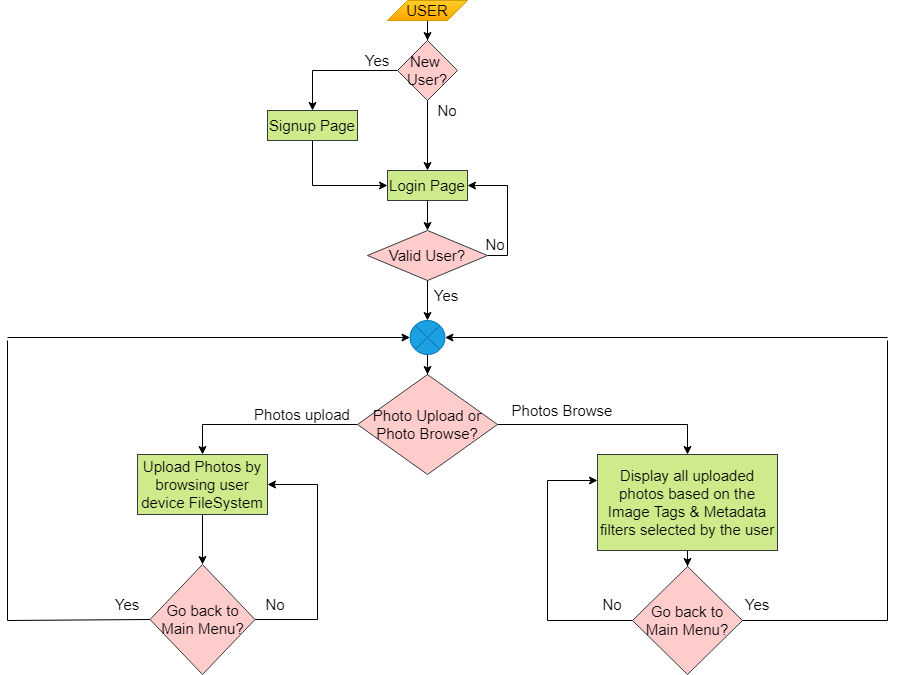 USER
Yes
New
User?
No
Signup Page
Login Page
No
Valid User?
Yes
Photos upload
Photo Upload or
Photo Browse?
Photos Browse
Upload Photos by
browsing user
device FileSystem
Display all uploaded
photos based on the
Image Tags & Metadata
filters selected by the user
Yes
Go back to
Main Menu?
No
No
Go back to
Main Menu?
Yes